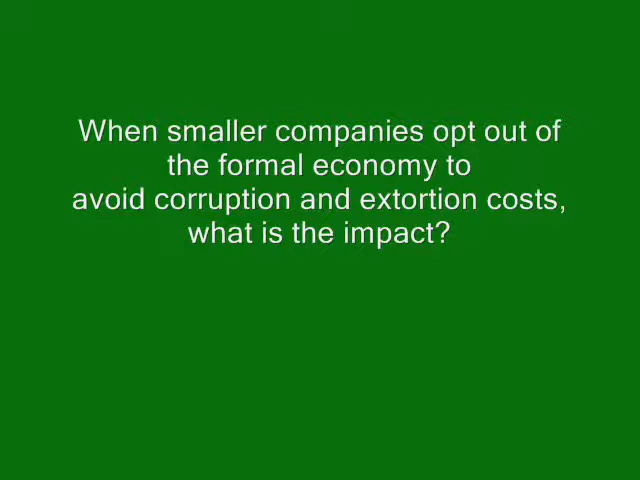 When smaller companies opt out of
the formal economy to
avoid corruption and extortion costs,
what is the impact?